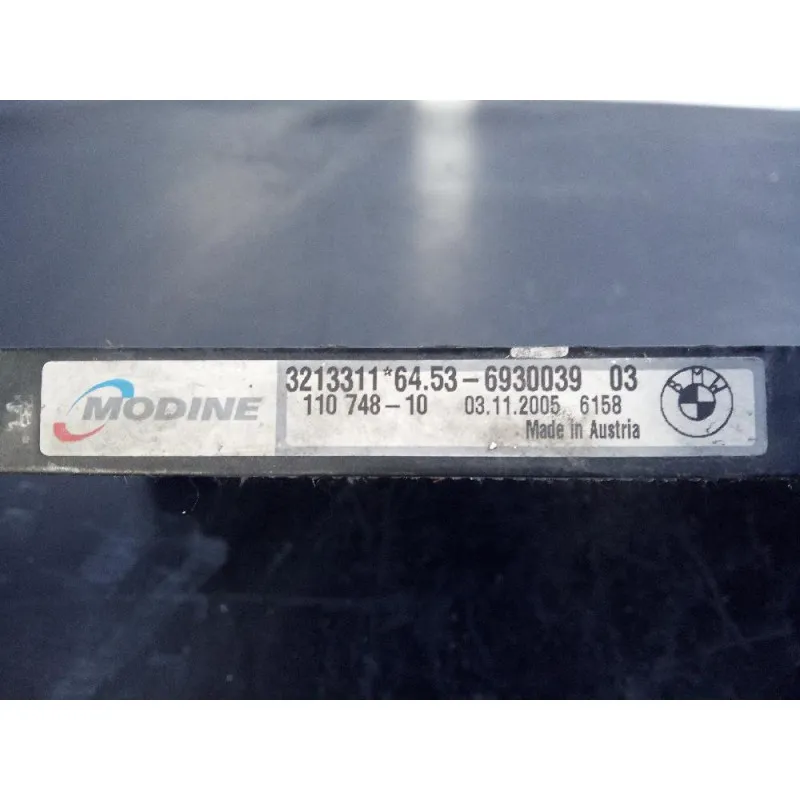 MODINE
3213311*64.53-6930039 03
110 748-10 03.11.2005 6158
Made in Austria
BMW